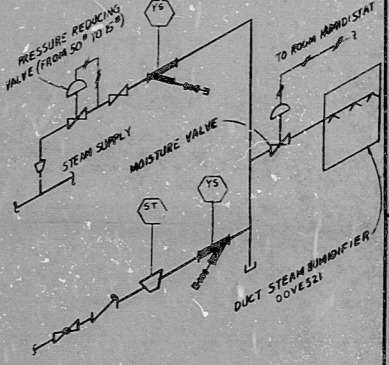 YS
PRESSURE REDUCING
VALVE (FROM 50# TO 15#)
TO ROOM HUMIDISTAT
STEAM SUPPLY
MOISTURE VALVE
ST
YS
DUCT STEAM HUMIDIFIER
00VE521